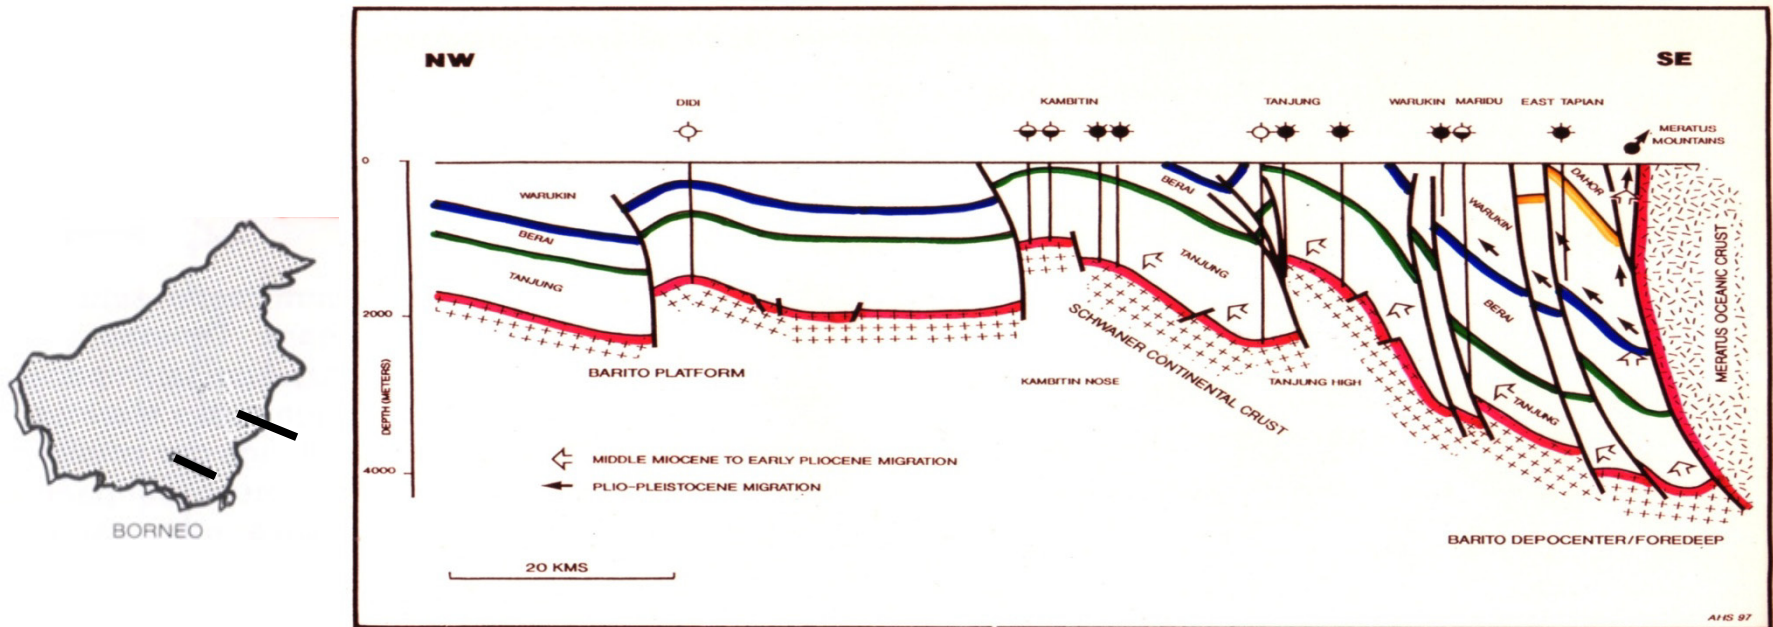 NW
SE
DIDI
KAMBITIN
TANJUNG
WARUKIN
MARIDU
EAST TAPIAN
MERATUS
MOUNTAINS
0
2000
4000
DEPTH (METERS)
WARUKIN
BERAI
TANJUNG
BERAI
TANJUNG
WARUKIN
BERAI
TANJUNG
DAHOR
MERATUS OCEANIC CRUST
SCHWANER CONTINENTAL CRUST
BARITO PLATFORM
KAMBITIN NOSE
TANJUNG HIGH
MIDDLE MIOCENE TO EARLY PLIOCENE MIGRATION
PLIO-PLEISTOCENE MIGRATION
BARITO DEPOCENTER/FOREDEEP
20 KMS
AHS 97
BORNEO